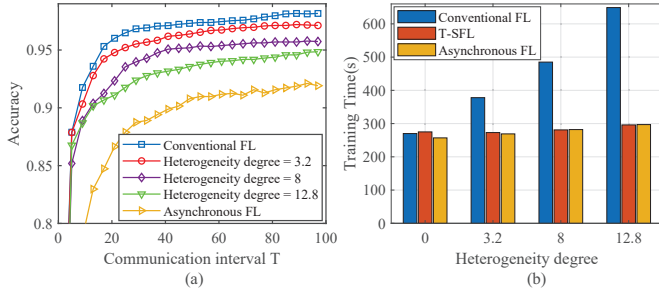 Accuracy
0.95
0.9
0.85
0.8
0
20
40
60
80
100
Communication interval T
(a)
Conventional FL
Heterogeneity degree = 3.2
Heterogeneity degree = 8
Heterogeneity degree = 12.8
Asynchronous FL
Training Time(s)
600
500
400
300
200
100
0
0
3.2
8
12.8
Heterogeneity degree
(b)
Conventional FL
T-SFL
Asynchronous FL